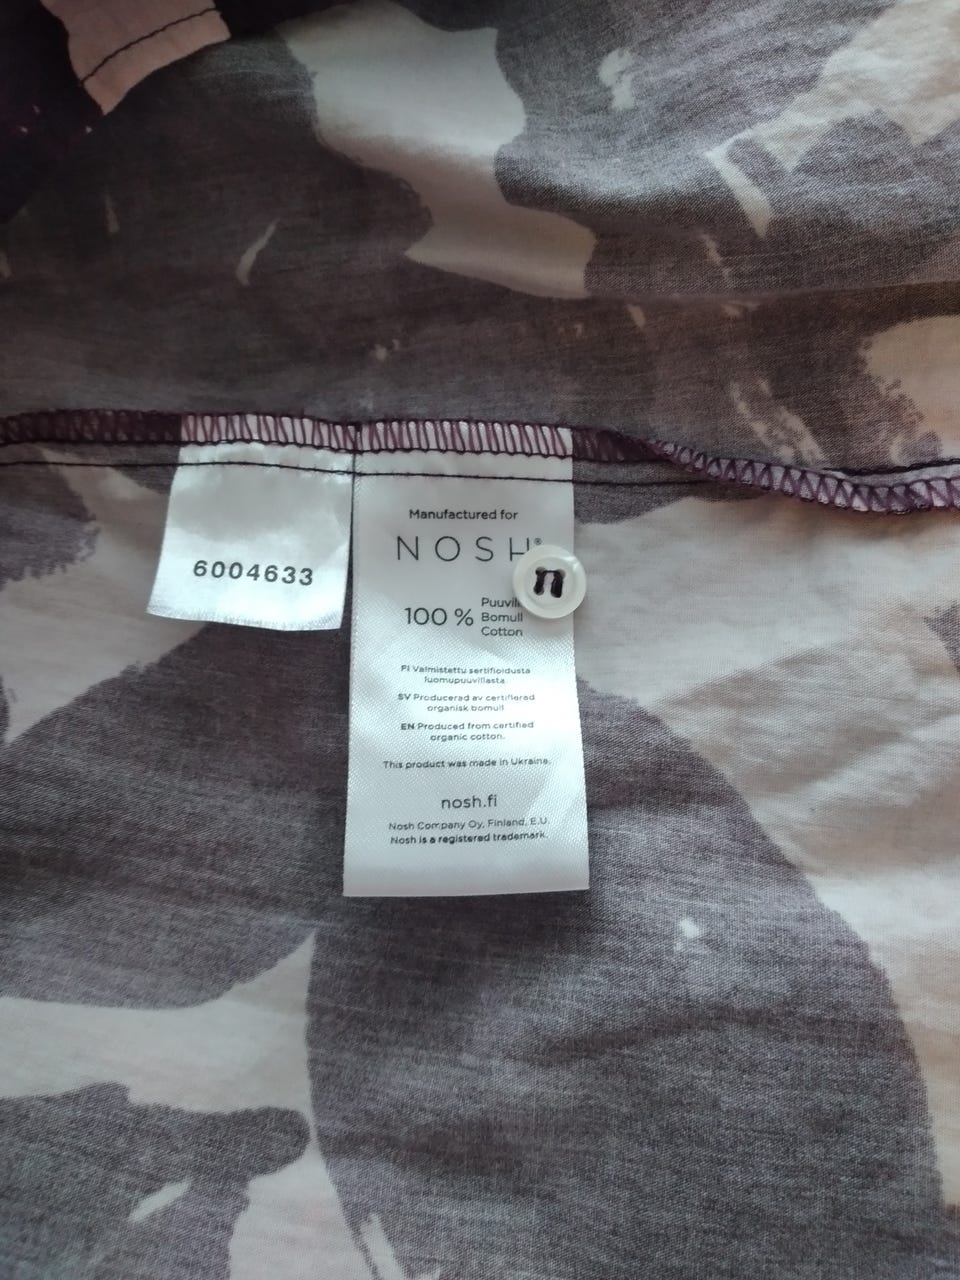 6004633
Manufactured for
NOSH®
100 %
Bomull
Cotton
FI Valmistettu sertifioidusta
luomupuuvillasta.
SV Producerad av certifierad
organisk bomull.
EN Produced from certified
organic cotton.
This product was made in Ukraine.
nosh.fi
Nosh Company Oy, Finland, E.U.
Nosh is a registered trademark.